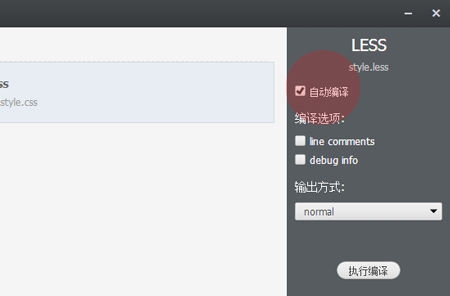 ss
style.css
LESS
style.less
自动编译
编译选项：
line comments
debug info
输出方式：
normal
执行编译